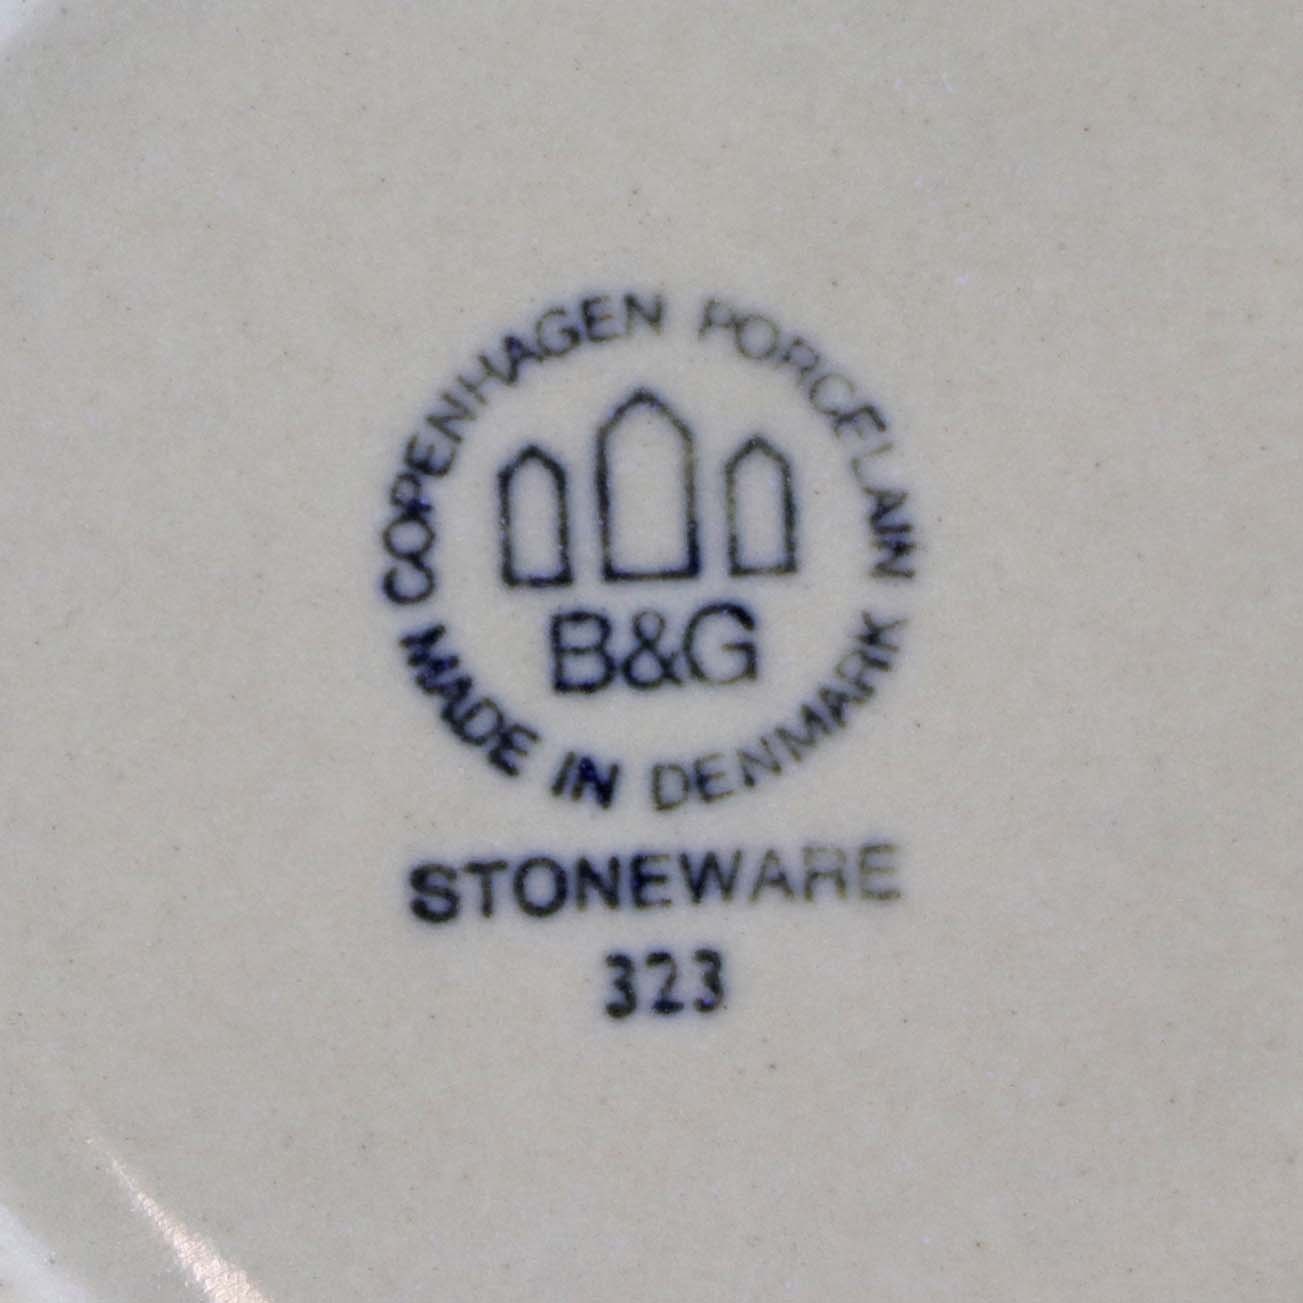 COPENHAGEN PORCELAIN
B&G
MADE IN DENMARK
STONEWARE
323